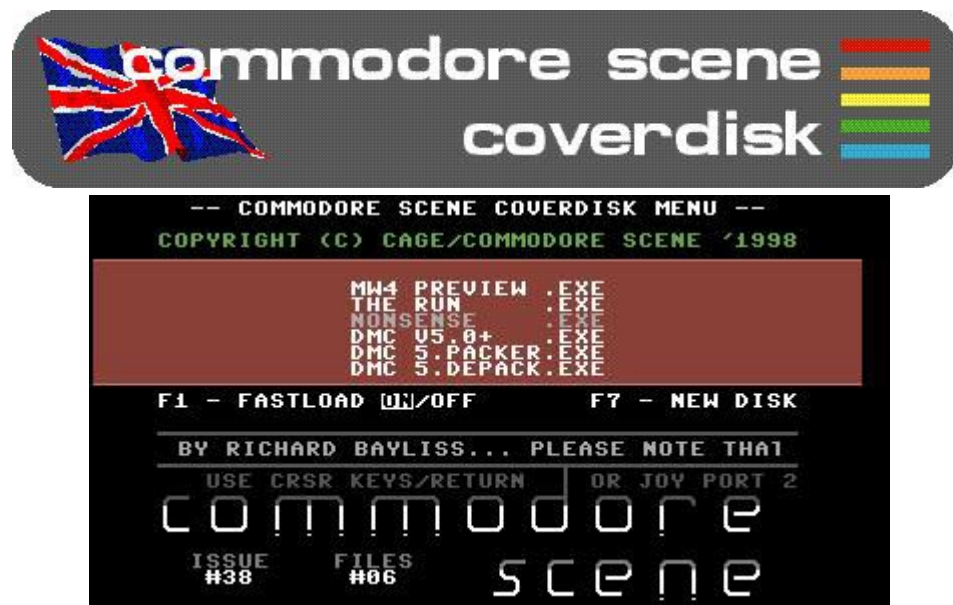 commodore scene
coverdisk
-- COMMODORE SCENE COVERDISK MENU --
COPYRIGHT (C) CAGE/COMMODORE SCENE '1998
MW4 PREVIEW .EXE
THE RUN .EXE
NONSENSE .EXE
DMC V5.0+ .EXE
DMC 5.PACKER.EXE
DMC 5.DEPACK.EXE
F1 - FASTLOAD ON/OFF F7 - NEW DISK
BY RICHARD BAYLISS... PLEASE NOTE THAT
USE CRSR KEYS/RETURN OR JOY PORT 2
commodore
ISSUE FILES
#38 #06
scene